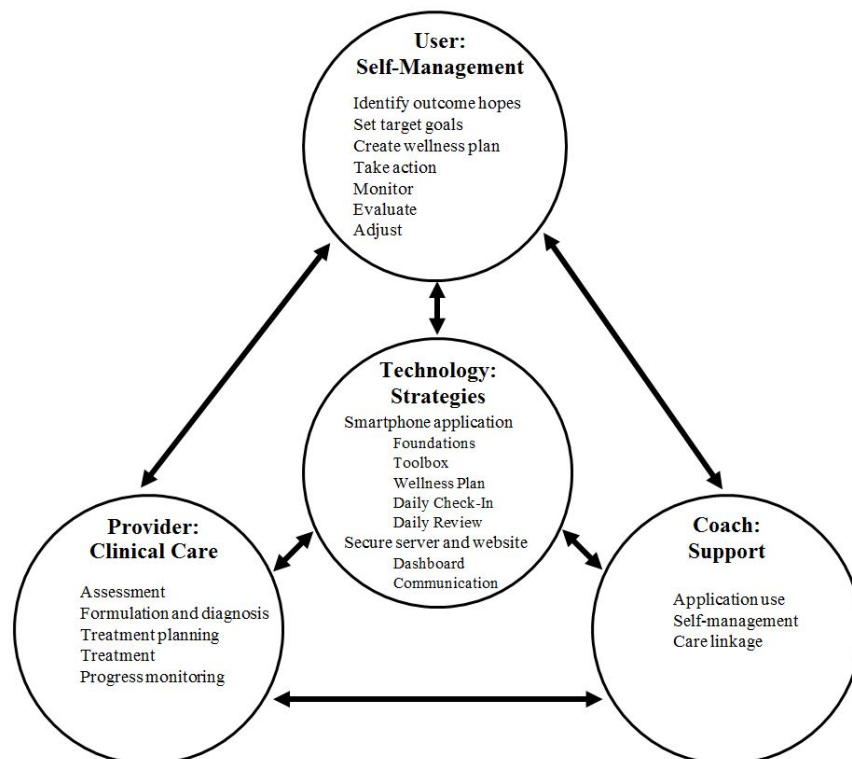 User:
Self-Management
Identify outcome hopes
Set target goals
Create wellness plan
Take action
Monitor
Evaluate
Adjust
Technology:
Strategies
Smartphone application
Foundations
Toolbox
Wellness Plan
Daily Check-In
Daily Review
Secure server and website
Dashboard
Communication
Provider:
Clinical Care
Assessment
Formulation and diagnosis
Treatment planning
Treatment
Progress monitoring
Coach:
Support
Application use
Self-management
Care linkage